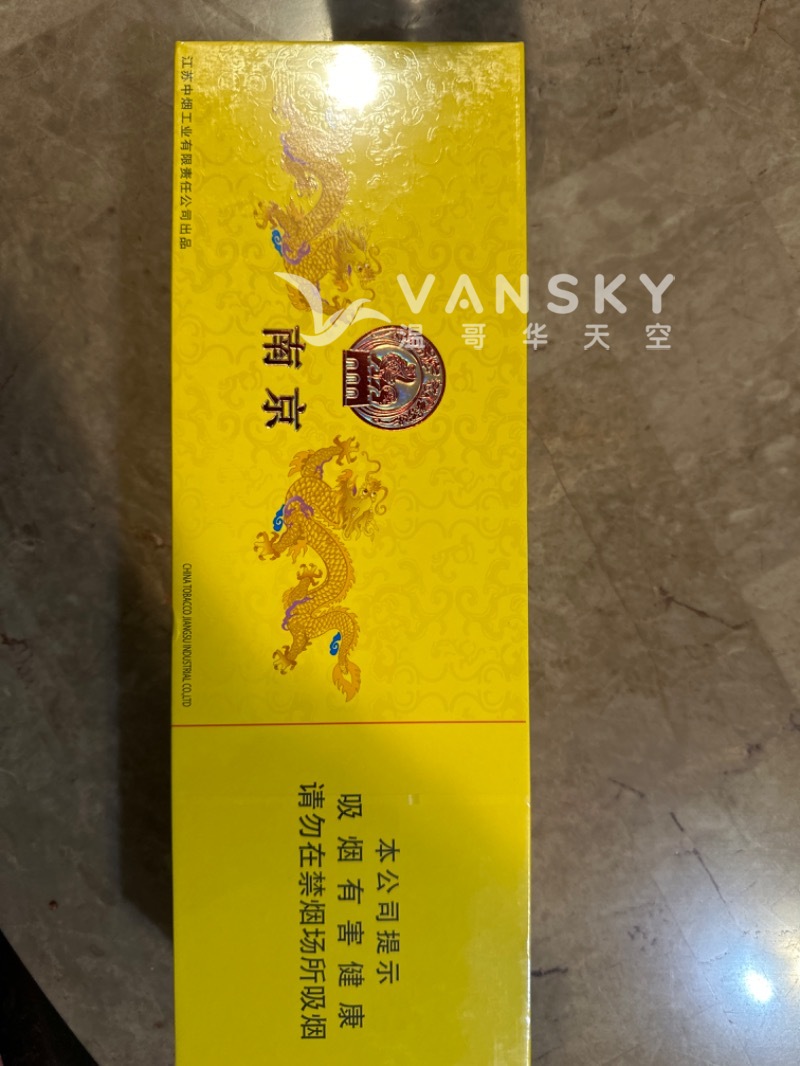 江苏中烟工业有限责任公司出品
VANSKY
温哥华天空
南京
CHINA TOBACCO JIANGSU INDUSTRIAL CO.,LTD
本公司提示
吸烟有害健康
请勿在禁烟场所吸烟